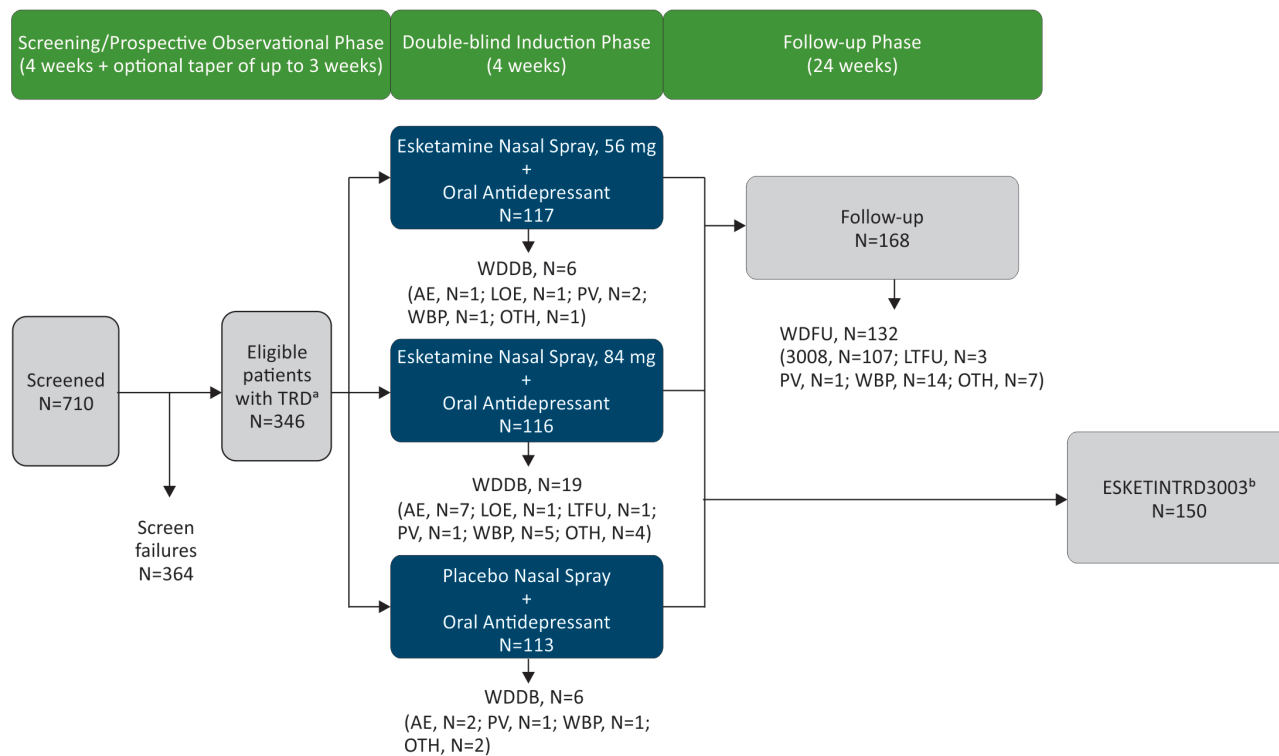 Screening/Prospective Observational Phase
(4 weeks + optional taper of up to 3 weeks)
Double-blind Induction Phase
(4 weeks)
Follow-up Phase
(24 weeks)
Screened
N=710
Screen
failures
N=364
Eligible
patients
with TRDᵃ
N=346
Esketamine Nasal Spray, 56 mg
+
Oral Antidepressant
N=117
WDDB, N=6
(AE, N=1; LOE, N=1; PV, N=2;
WBP, N=1; OTH, N=1)
Esketamine Nasal Spray, 84 mg
+
Oral Antidepressant
N=116
WDDB, N=19
(AE, N=7; LOE, N=1; LTFU, N=1;
PV, N=1; WBP, N=5; OTH, N=4)
Placebo Nasal Spray
+
Oral Antidepressant
N=113
WDDB, N=6
(AE, N=2; PV, N=1; WBP, N=1;
OTH, N=2)
Follow-up
N=168
WDFU, N=132
(3008, N=107; LTFU, N=3
PV, N=1; WBP, N=14; OTH, N=7)
ESKETINTRD3003ᵇ
N=150